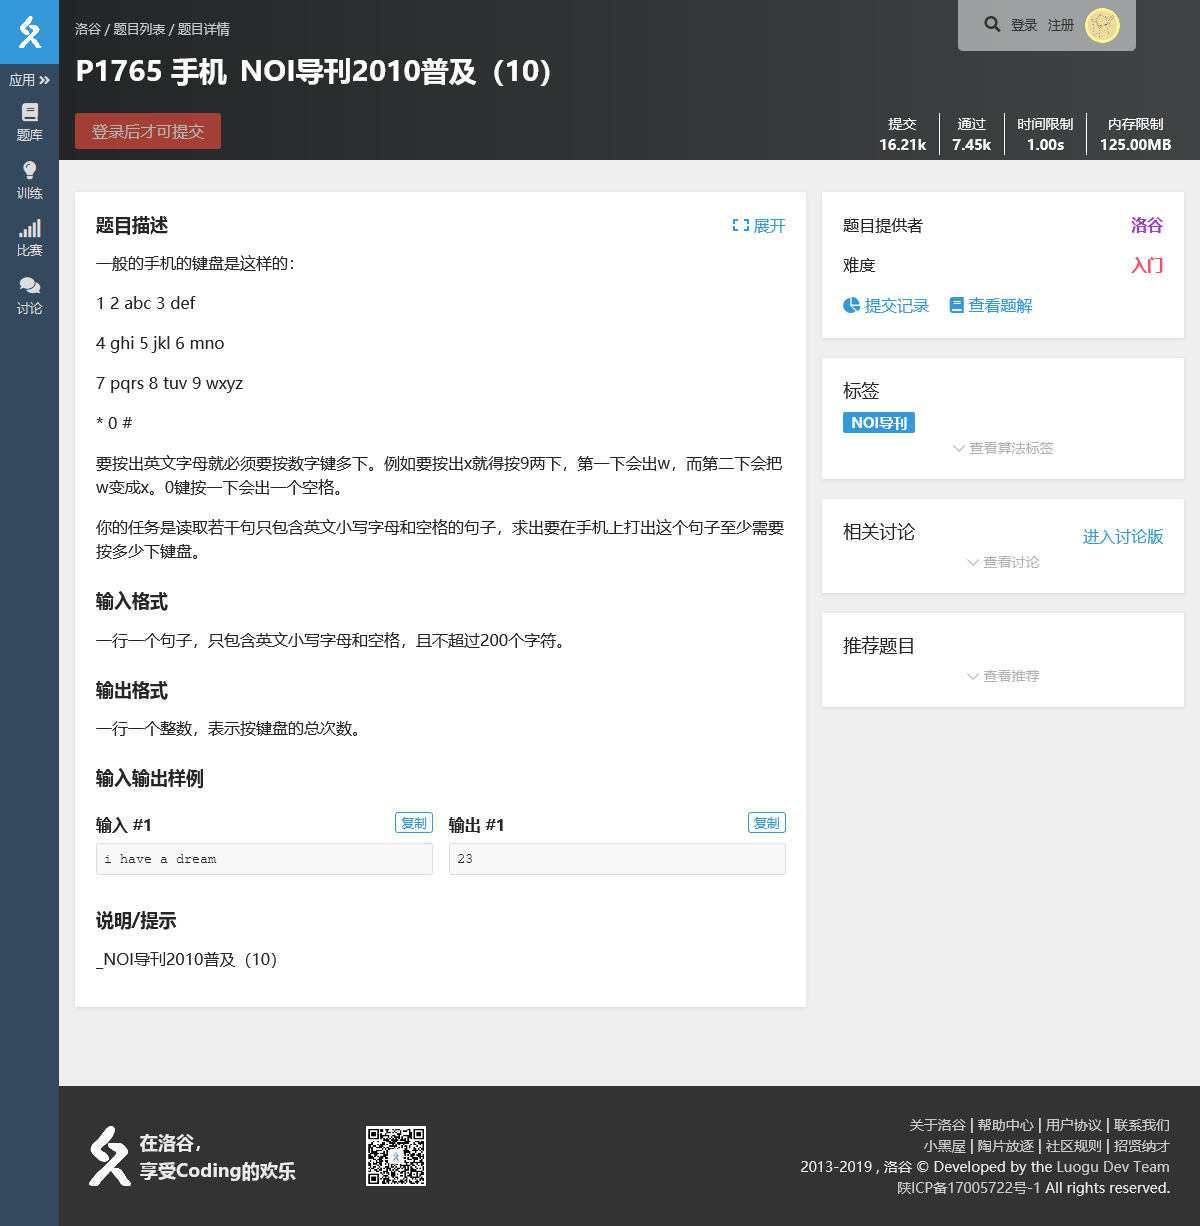 洛谷 / 题目列表 / 题目详情
登录 注册
P1765 手机 NOI导刊2010普及（10）
登录后才可提交
提交 通过 时间限制 内存限制
16.21k 7.45k 1.00s 125.00MB
应用
题库
训练
比赛
讨论
题目描述
展开
一般的手机的键盘是这样的：
1 2 abc 3 def
4 ghi 5 jkl 6 mno
7 pqrs 8 tuv 9 wxyz
* 0 #
要按出英文字母就必须要按数字键多下。例如要按出x就得按9两下，第一下会出w，而第二下会把
w变成x。0键按一下会出一个空格。
你的任务是读取若干句只包含英文小写字母和空格的句子，求出要在手机上打出这个句子至少需要
按多少下键盘。
输入格式
一行一个句子，只包含英文小写字母和空格，且不超过200个字符。
输出格式
一行一个整数，表示按键盘的总次数。
输入输出样例
输入 #1 复制 输出 #1 复制
i have a dream 23
说明/提示
_NOI导刊2010普及（10）
题目提供者 洛谷
难度 入门
提交记录 查看题解
标签
NOI导刊
查看算法标签
相关讨论 进入讨论版
查看讨论
推荐题目
查看推荐
在洛谷，
享受Coding的欢乐
关于洛谷 | 帮助中心 | 用户协议 | 联系我们
小黑屋 | 陶片放逐 | 社区规则 | 招贤纳才
2013-2019 , 洛谷 © Developed by the Luogu Dev Team
陕ICP备17005722号-1 All rights reserved.